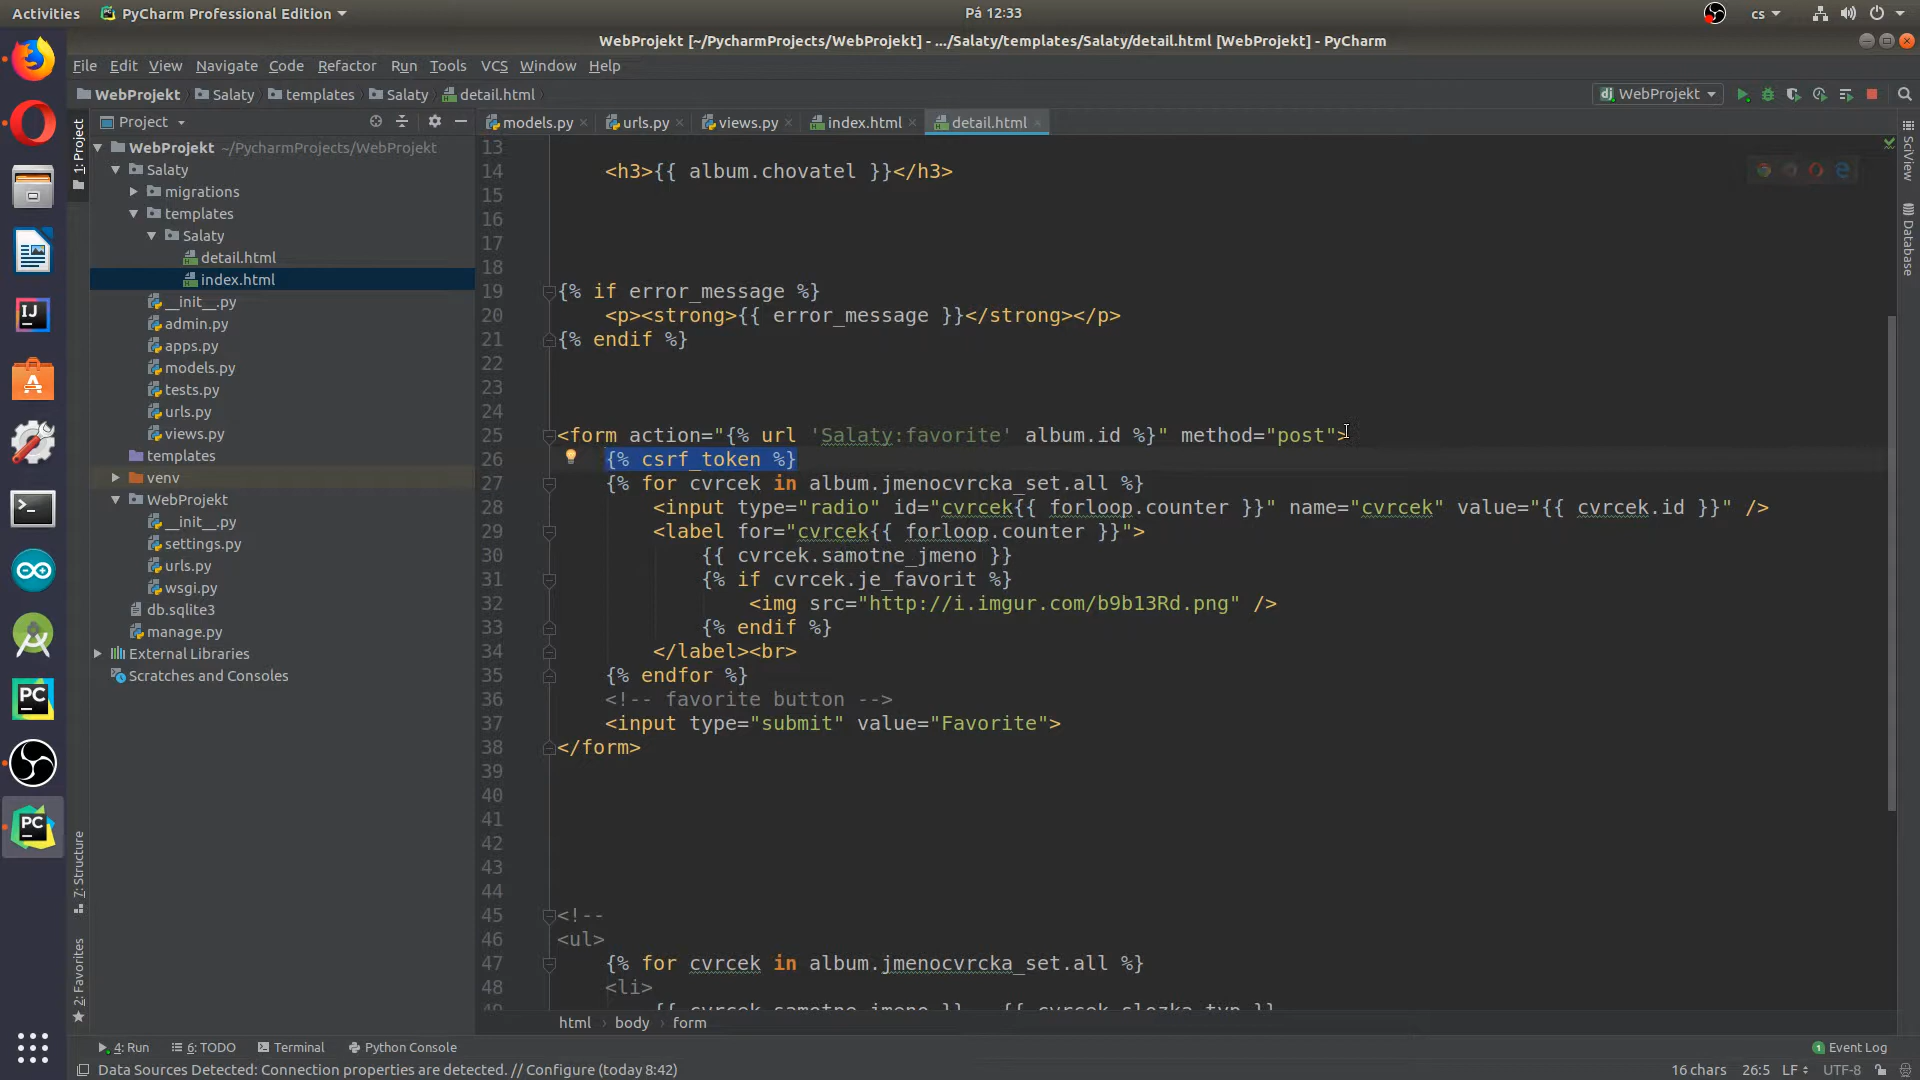 Activities PyCharm Professional Edition Pá 12:33 cs
WebProjekt [~/PycharmProjects/WebProjekt] - .../Salaty/templates/Salaty/detail.html [WebProjekt] - PyCharm
File Edit View Navigate Code Refactor Run Tools VCS Window Help
WebProjekt Salaty templates Salaty detail.html WebProjekt
1: Project
Project
models.py urls.py views.py index.html detail.html
WebProjekt ~/PycharmProjects/WebProjekt
Salaty
migrations
templates
Salaty
detail.html
index.html
__init__.py
admin.py
apps.py
models.py
tests.py
urls.py
views.py
templates
venv
WebProjekt
__init__.py
settings.py
urls.py
wsgi.py
db.sqlite3
manage.py
External Libraries
Scratches and Consoles
13
14 <h3>{{ album.chovatel }}</h3>
15
16
17
18
19 {% if error_message %}
20 <p><strong>{{ error_message }}</strong></p>
21 {% endif %}
22
23
24
25 <form action="{% url 'Salaty:favorite' album.id %}" method="post">
26 {% csrf_token %}
27 {% for cvrcek in album.jmenocvrcka_set.all %}
28 <input type="radio" id="cvrcek{{ forloop.counter }}" name="cvrcek" value="{{ cvrcek.id }}" />
29 <label for="cvrcek{{ forloop.counter }}">
30 {{ cvrcek.samotne_jmeno }}
31 {% if cvrcek.je_favorit %}
32 <img src="http://i.imgur.com/b9b13Rd.png" />
33 {% endif %}
34 </label><br>
35 {% endfor %}
36 <!-- favorite button -->
37 <input type="submit" value="Favorite">
38 </form>
39
40
41
42
43
44
45 <!--
46 <ul>
47 {% for cvrcek in album.jmenocvrcka_set.all %}
48 <li>
{{ cvrcek.samotne_jmeno }} {{ cvrcek.slozka_typ }}
html body form
SciView
Database
7: Structure
2: Favorites
4: Run 6: TODO Terminal Python Console 1 Event Log
Data Sources Detected: Connection properties are detected. // Configure (today 8:42) 16 chars 26:5 LF UTF-8